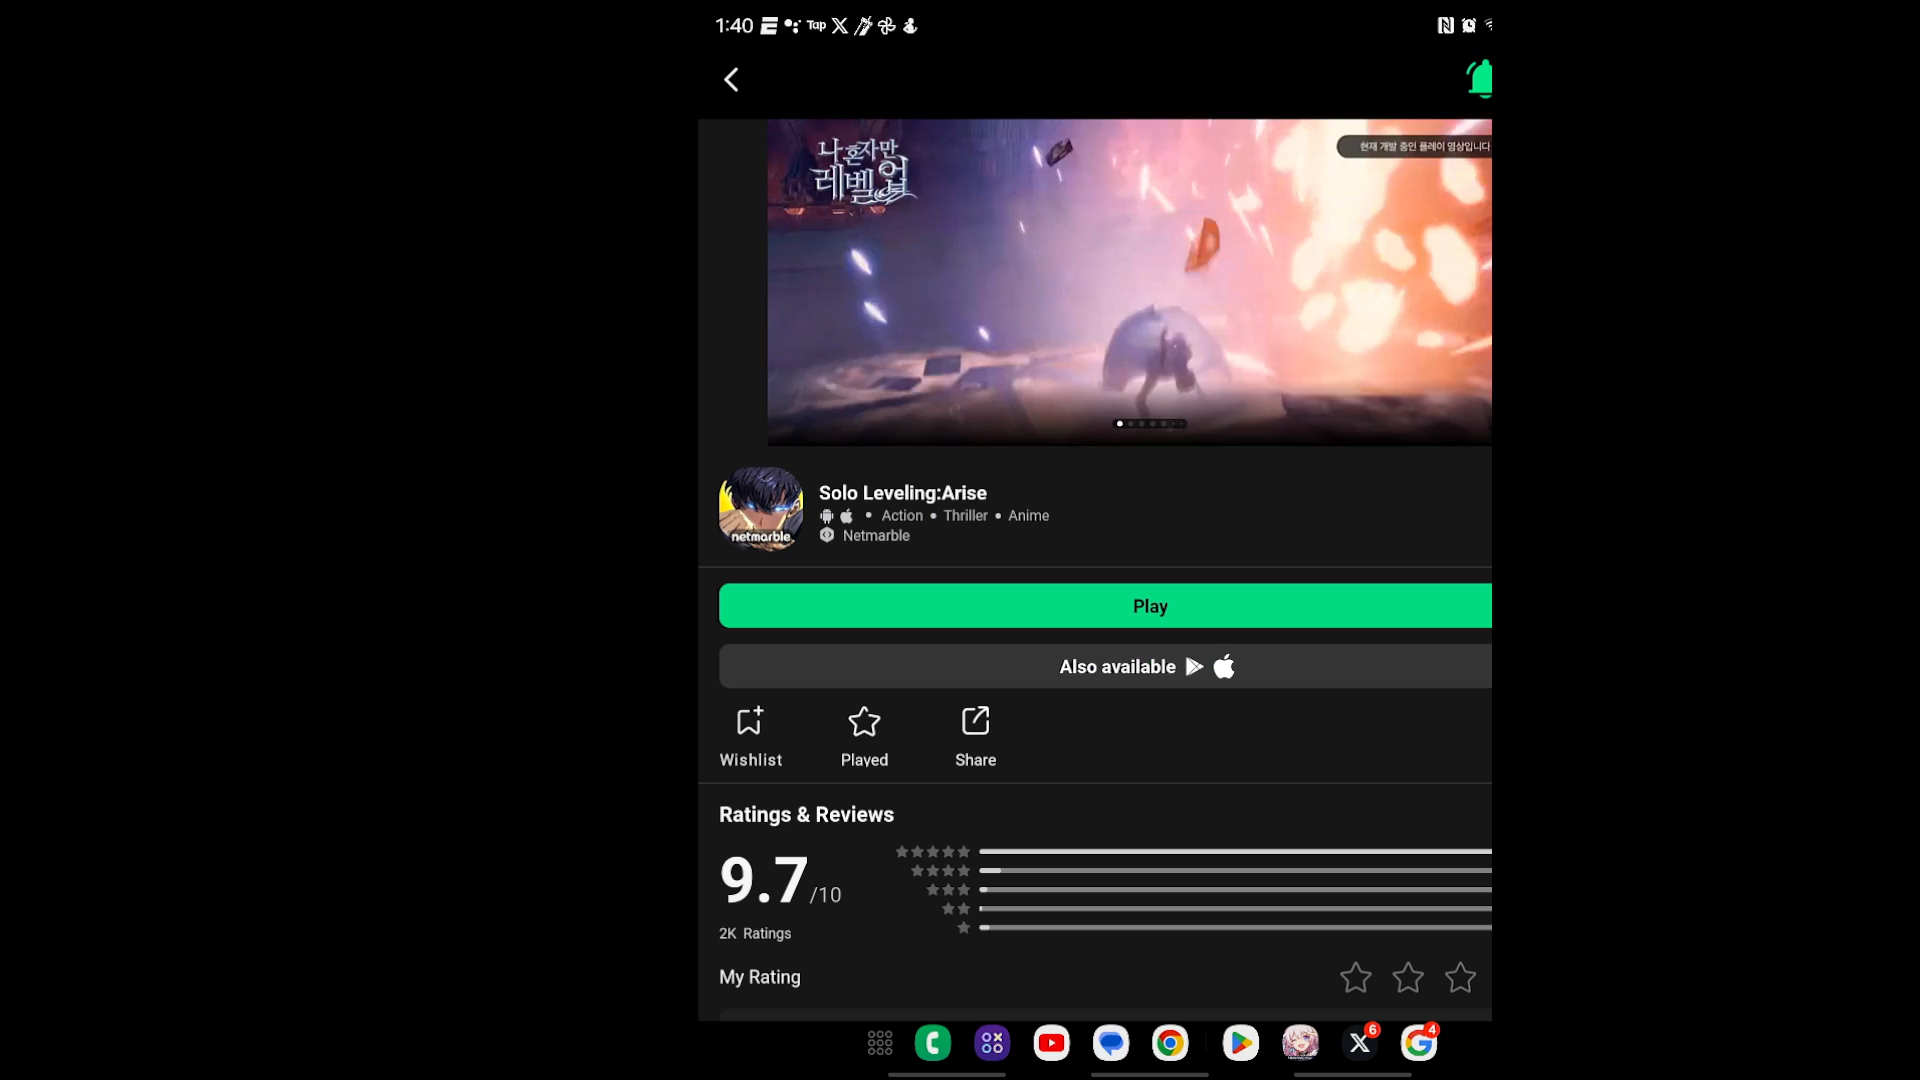 1:40
Tap
나 혼자만
레벨업
현재 개발 중인 플레이 영상입니다
netmarble
Solo Leveling:Arise
• Action • Thriller • Anime
Netmarble
Play
Also available
Wishlist
Played
Share
Ratings & Reviews
9.7/10
2K Ratings
My Rating
6
4